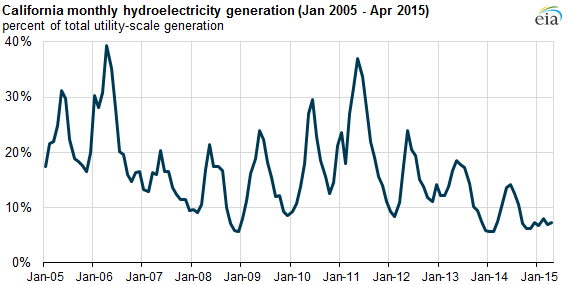 California monthly hydroelectricity generation (Jan 2005 - Apr 2015)
percent of total utility-scale generation
eia
40%
30%
20%
10%
0%
Jan-05 Jan-06 Jan-07 Jan-08 Jan-09 Jan-10 Jan-11 Jan-12 Jan-13 Jan-14 Jan-15